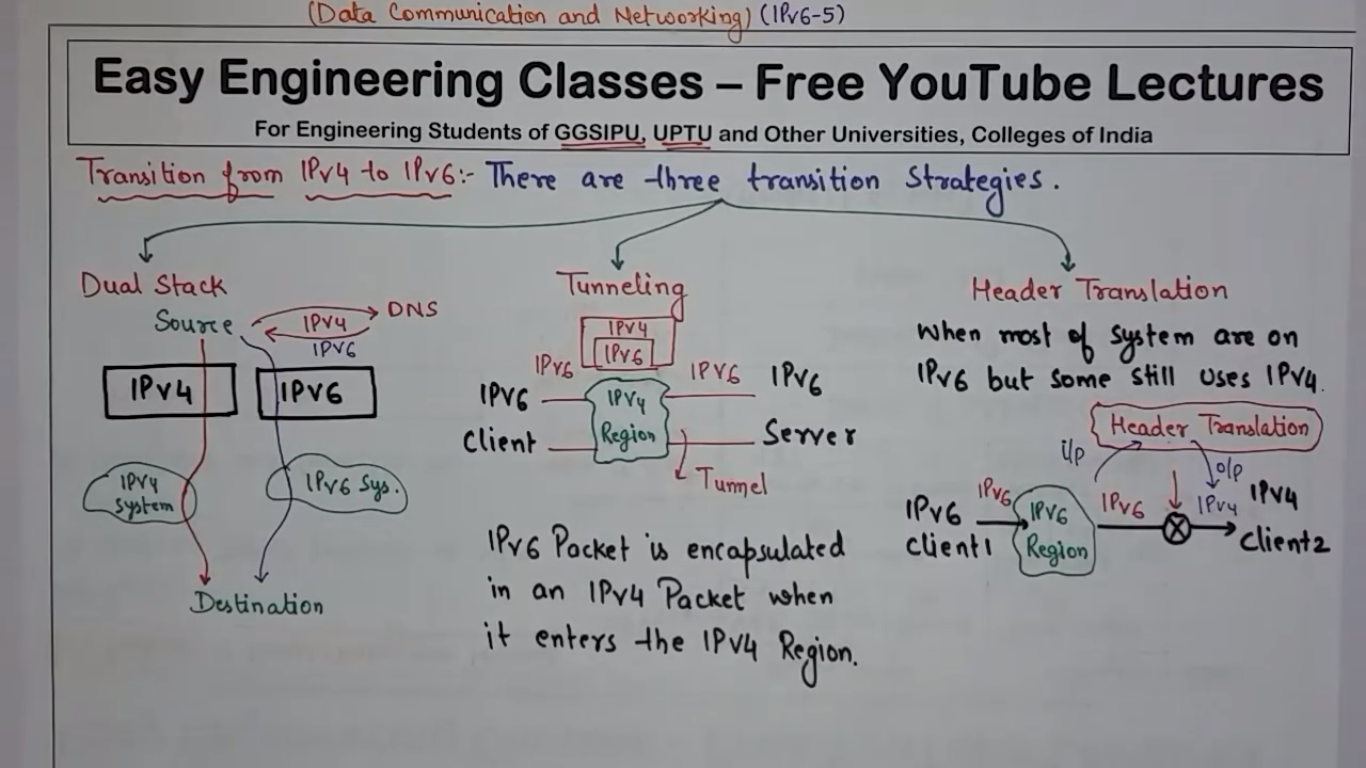 (Data Communication and Networking) (IPv6-5)
Easy Engineering Classes – Free YouTube Lectures
For Engineering Students of GGSIPU, UPTU and Other Universities, Colleges of India
Transition from IPv4 to IPv6:- There are three transition Strategies.
Dual Stack
Source
IPv4
IPv6
DNS
IPv4
IPv6
IPv4
System
IPv6 Sys.
Destination
Tunneling
IPv4
IPv6
IPv6
IPv6
IPv6
Client
IPv4
Region
IPv6
Server
Tunnel
IPv6 Packet is encapsulated
in an IPv4 Packet when
it enters the IPv4 Region.
Header Translation
When most of System are on
IPv6 but some still uses IPv4.
Header Translation
i/p
o/p
IPv6
Client1
IPv6
IPv6
Region
IPv6
IPv4
IPv4
Client2